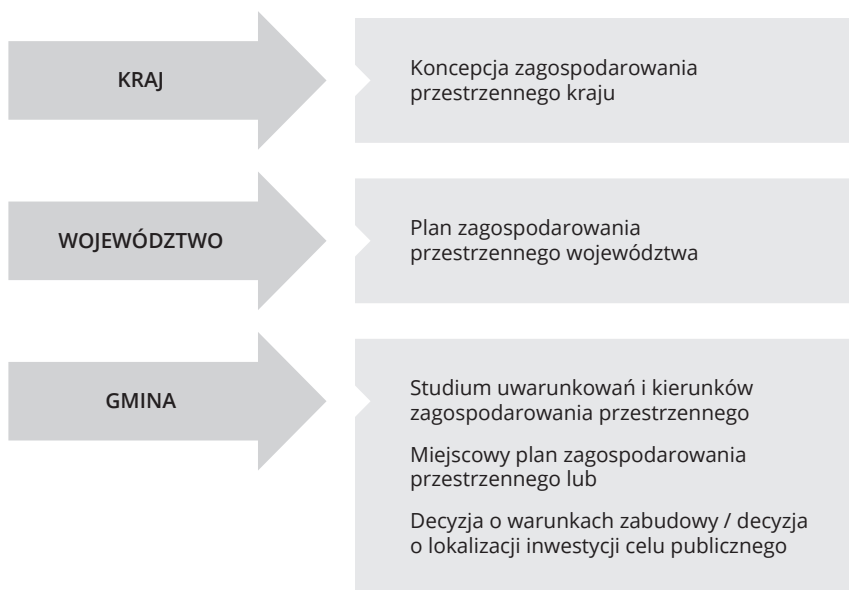 KRAJ
Koncepcja zagospodarowania
przestrzennego kraju
WOJEWÓDZTWO
Plan zagospodarowania
przestrzennego województwa
GMINA
Studium uwarunkowań i kierunków
zagospodarowania przestrzennego
Miejscowy plan zagospodarowania
przestrzennego lub
Decyzja o warunkach zabudowy / decyzja
o lokalizacji inwestycji celu publicznego